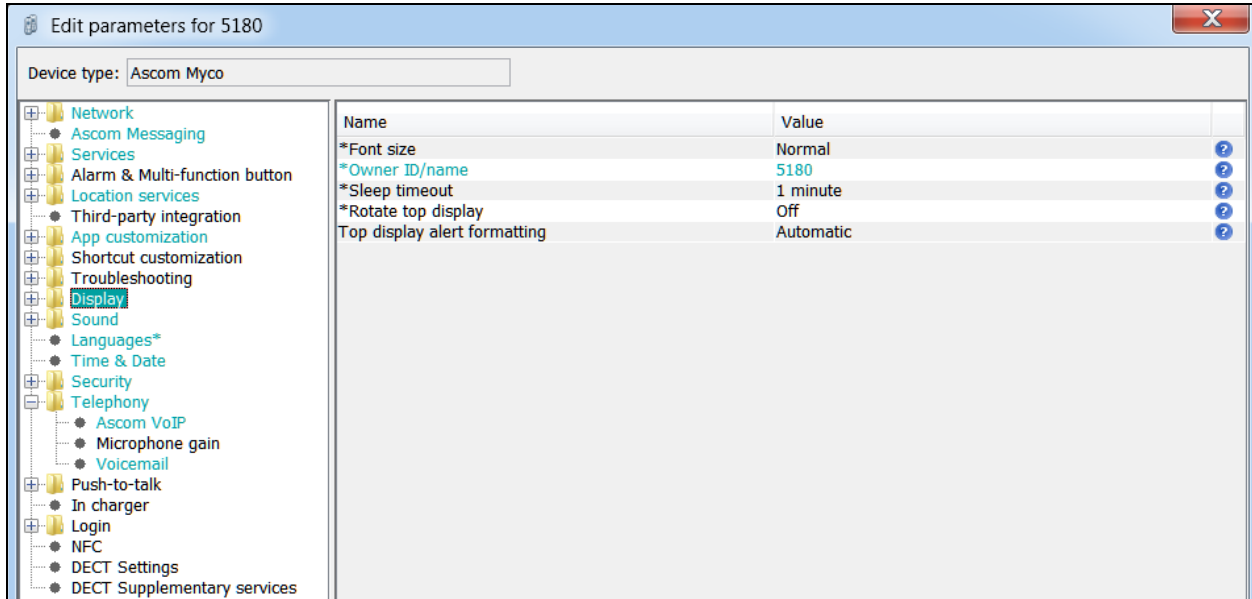 Edit parameters for 5180
Device type: Ascom Myco
Network
Ascom Messaging
Services
Alarm & Multi-function button
Location services
Third-party integration
App customization
Shortcut customization
Troubleshooting
Display
Sound
Languages*
Time & Date
Security
Telephony
Ascom VoIP
Microphone gain
Voicemail
Push-to-talk
In charger
Login
NFC
DECT Settings
DECT Supplementary services
Name Value
*Font size Normal
*Owner ID/name 5180
*Sleep timeout 1 minute
*Rotate top display Off
Top display alert formatting Automatic